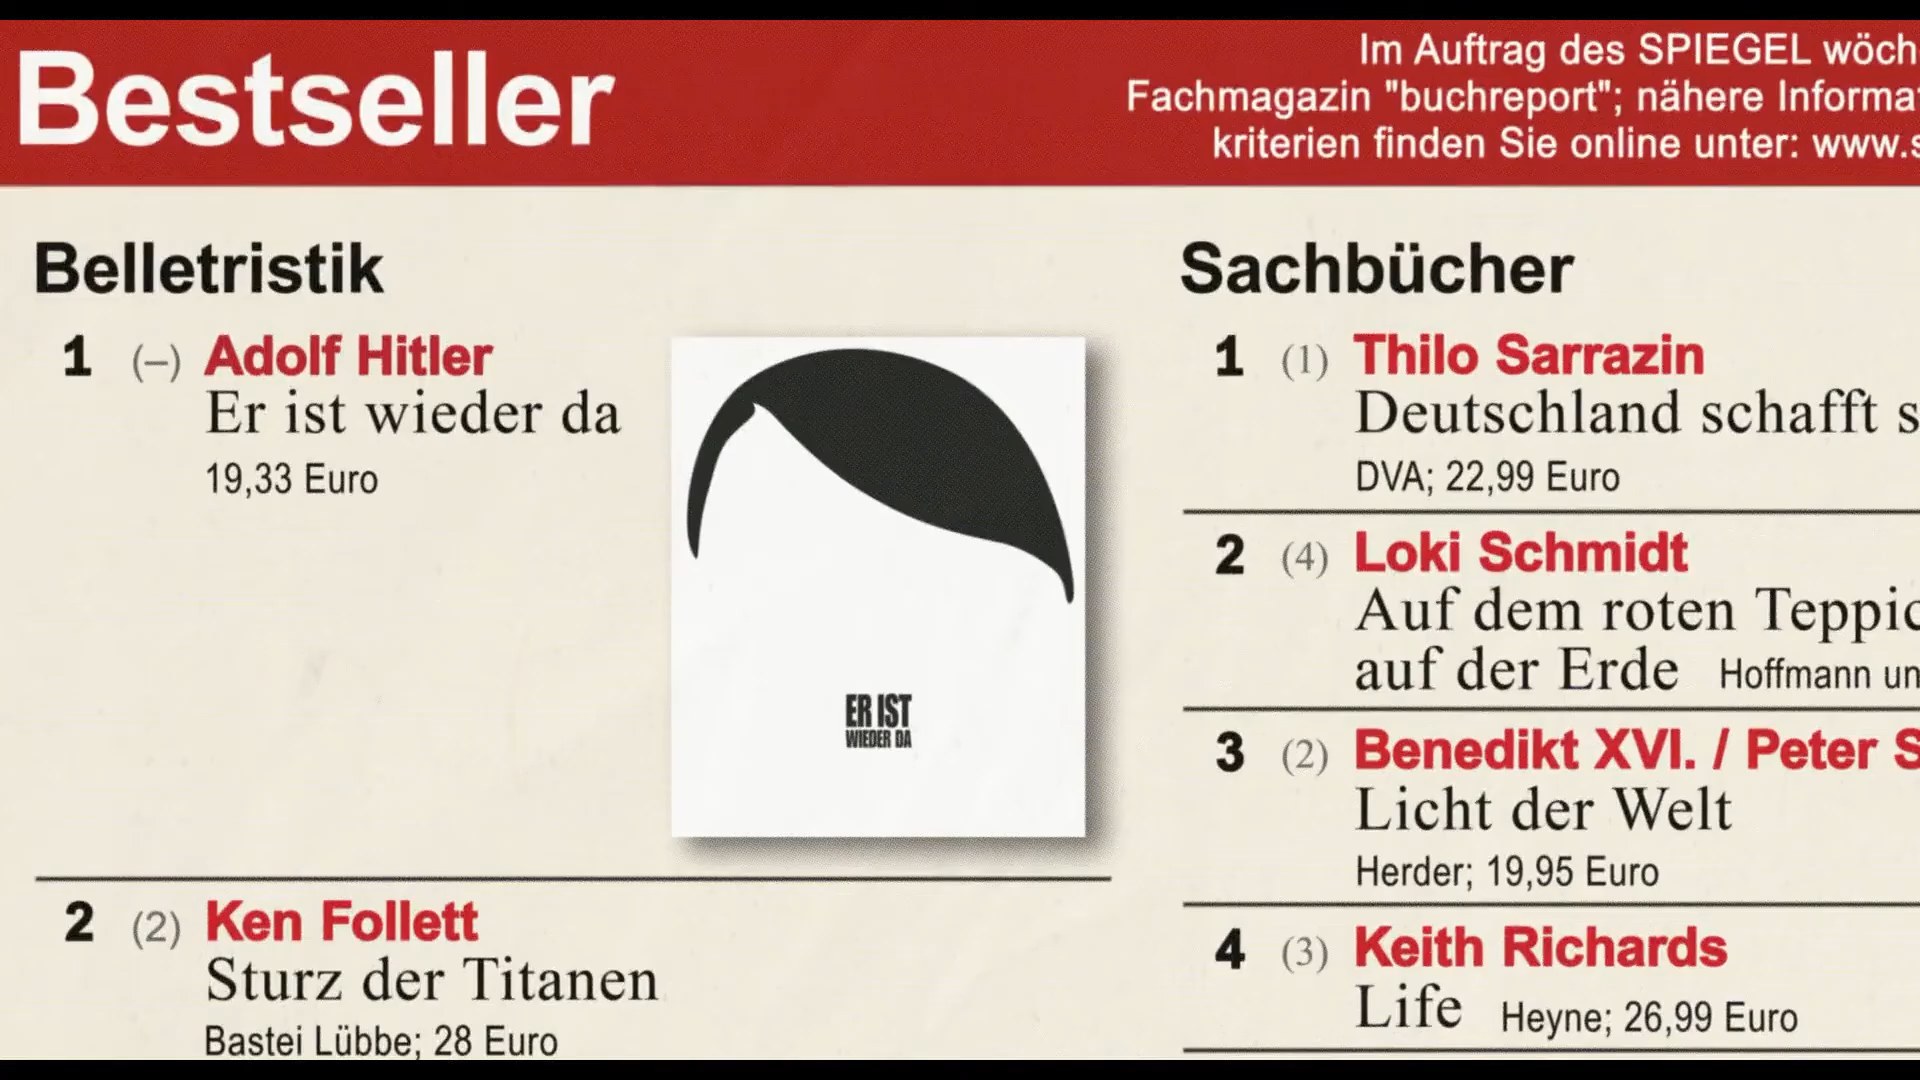 Bestseller
Im Auftrag des SPIEGEL wöch
Fachmagazin "buchreport"; nähere Informa
kriterien finden Sie online unter: www.s
Belletristik
1 (–) Adolf Hitler
Er ist wieder da
19,33 Euro
ER IST
WIEDER DA
2 (2) Ken Follett
Sturz der Titanen
Bastei Lübbe; 28 Euro
Sachbücher
1 (1) Thilo Sarrazin
Deutschland schafft s
DVA; 22,99 Euro
2 (4) Loki Schmidt
Auf dem roten Teppic
auf der Erde Hoffmann un
3 (2) Benedikt XVI. / Peter S
Licht der Welt
Herder; 19,95 Euro
4 (3) Keith Richards
Life Heyne; 26,99 Euro